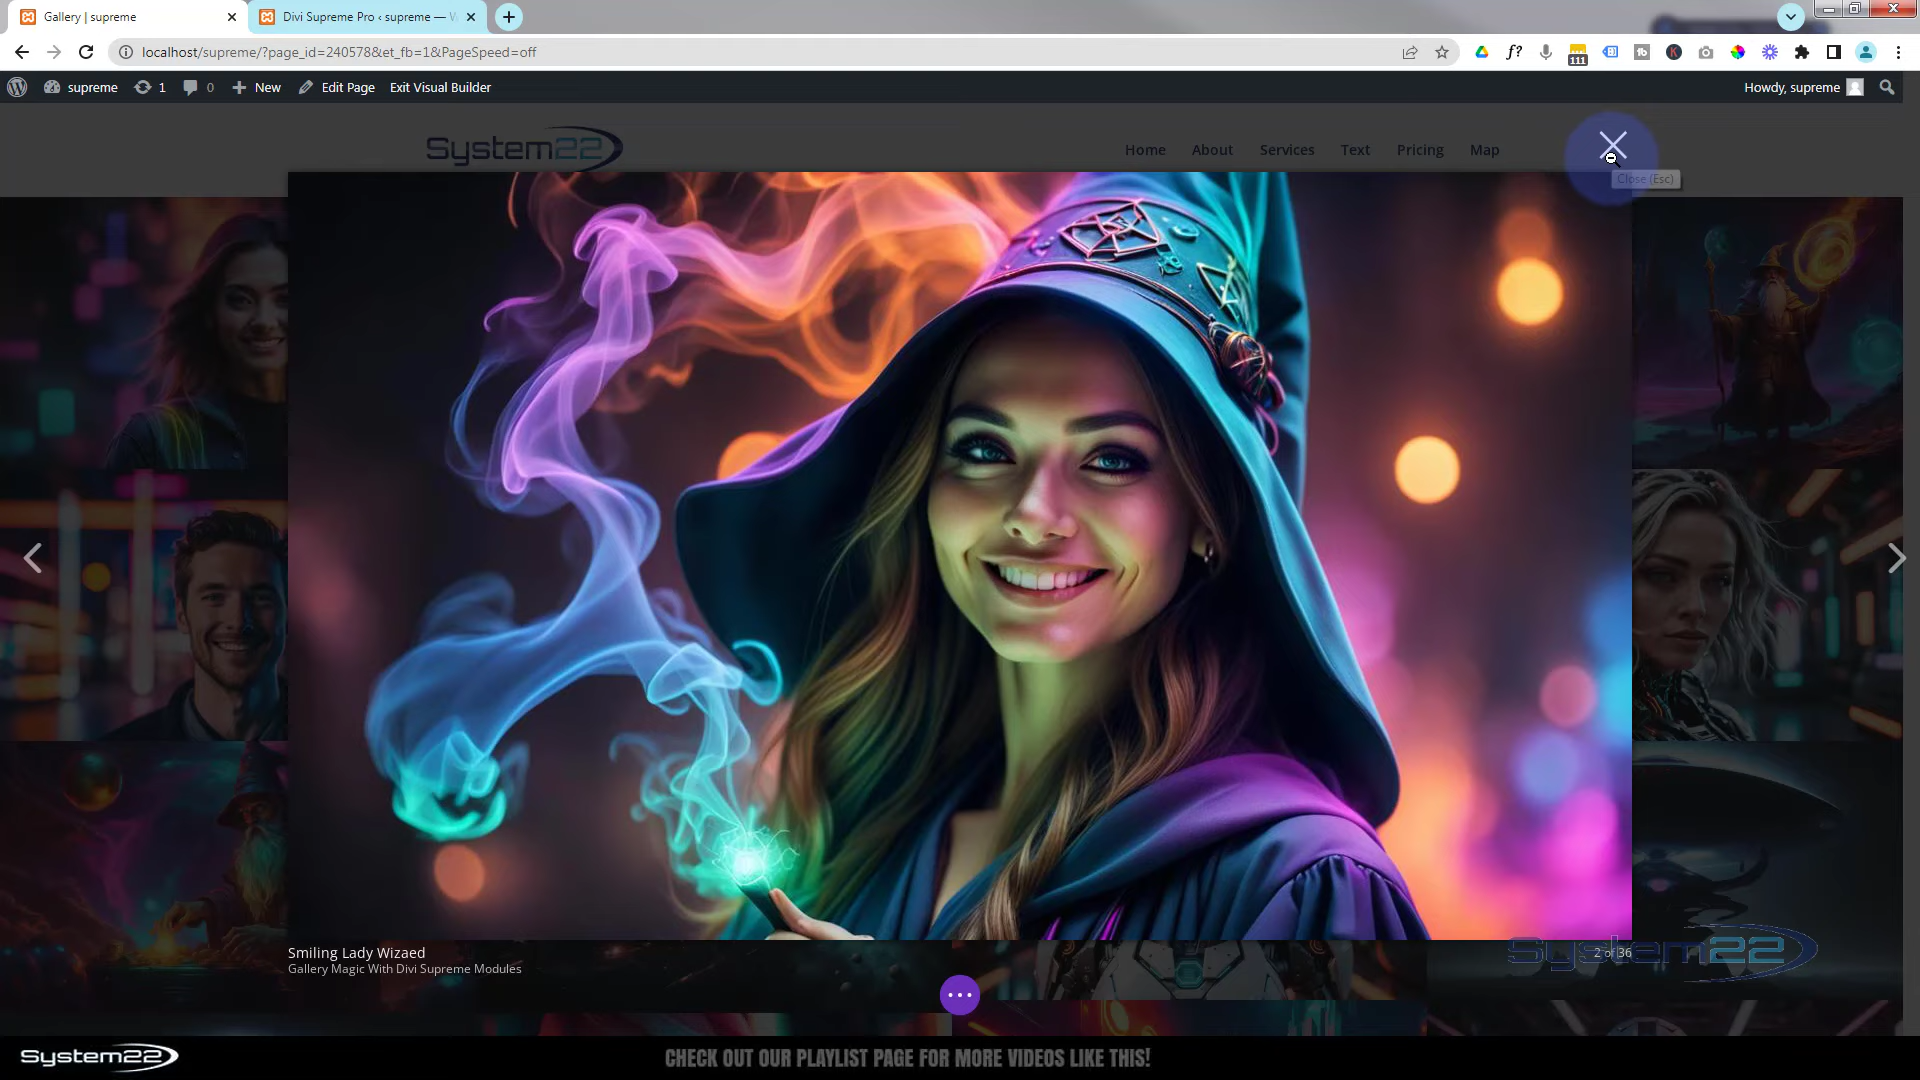 Gallery | supreme
Divi Supreme Pro ‹ supreme — W
localhost/supreme/?page_id=240578&et_fb=1&PageSpeed=off
f?
111
supreme
1
0
New
Edit Page
Exit Visual Builder
Howdy, supreme
System22
Home
About
Services
Text
Pricing
Map
Close (Esc)
Smiling Lady Wizaed
2 of 36
Gallery Magic With Divi Supreme Modules
System22
System22
CHECK OUT OUR PLAYLIST PAGE FOR MORE VIDEOS LIKE THIS!